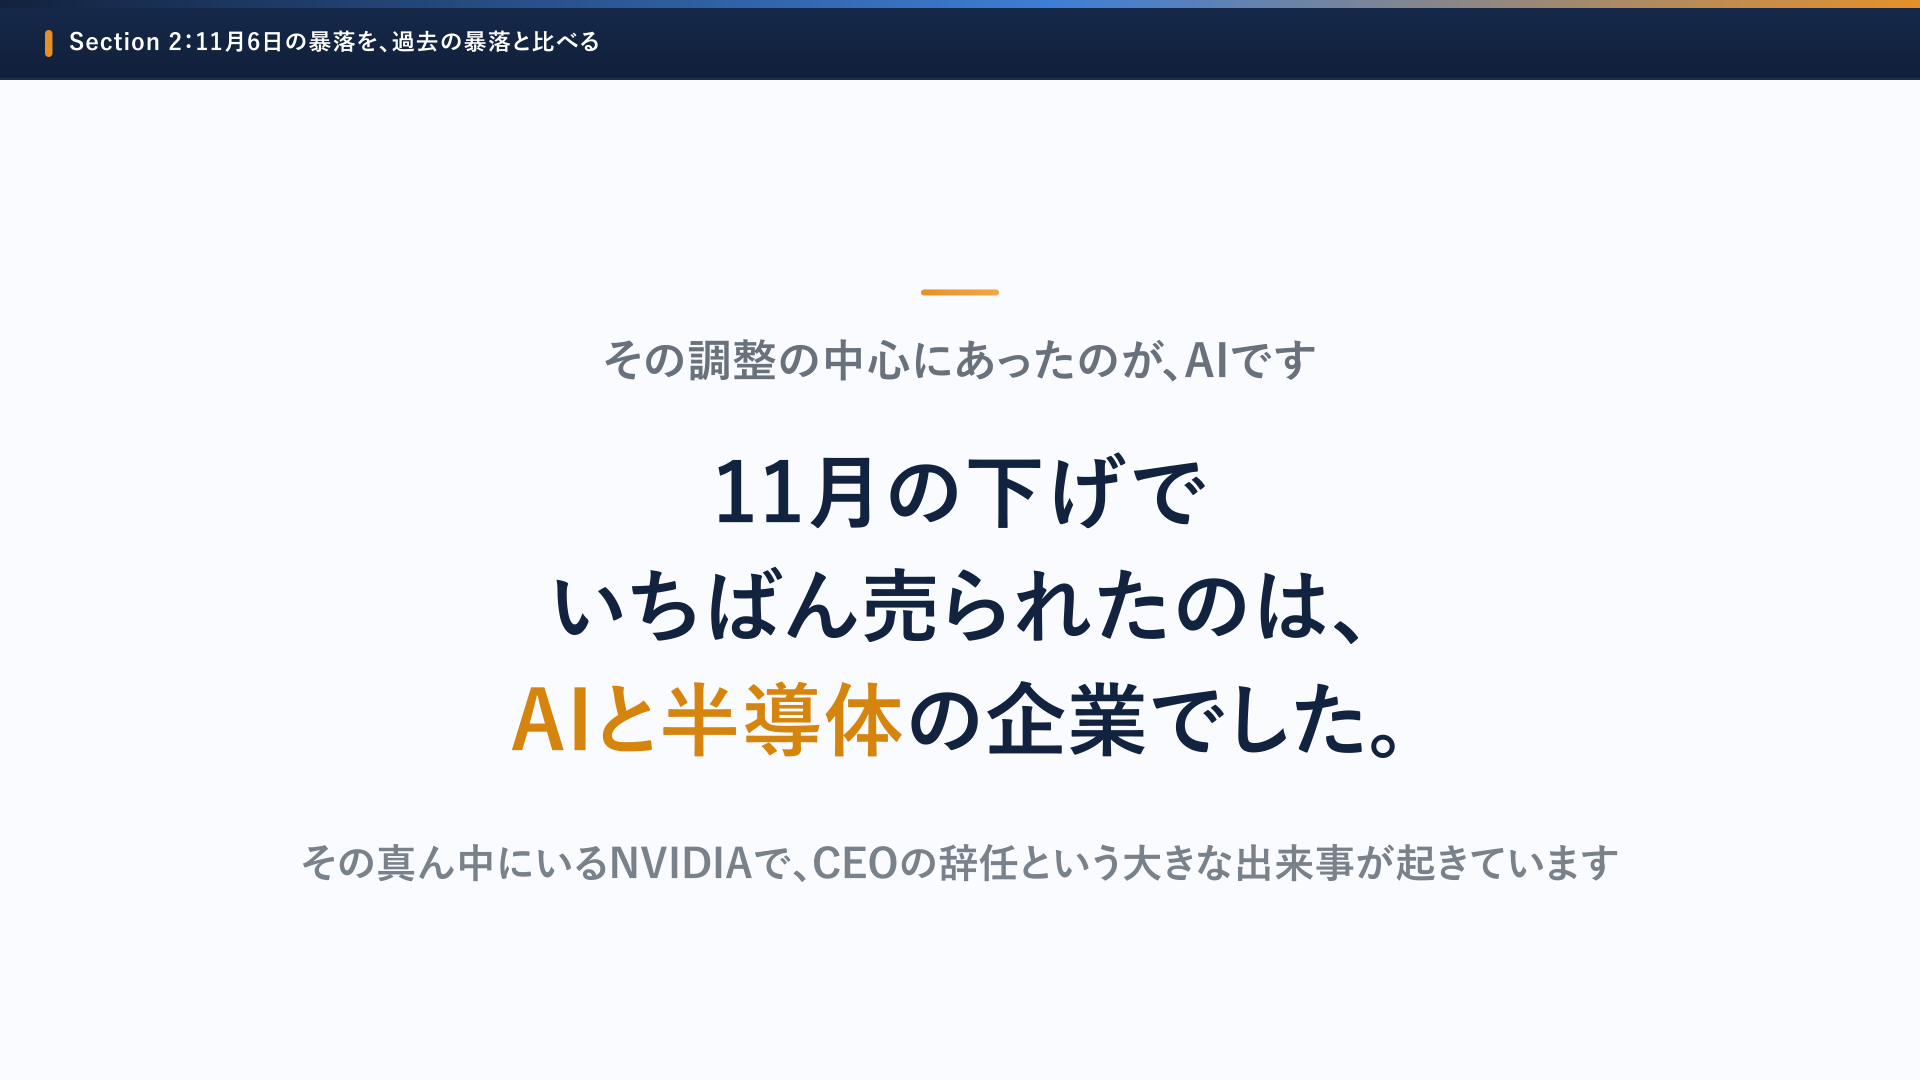 Section 2：11月6日の暴落を、過去の暴落と比べる
その調整の中心にあったのが、AIです
11月の下げで
いちばん売られたのは、
AIと半導体の企業でした。
その真ん中にいるNVIDIAで、CEOの辞任という大きな出来事が起きています